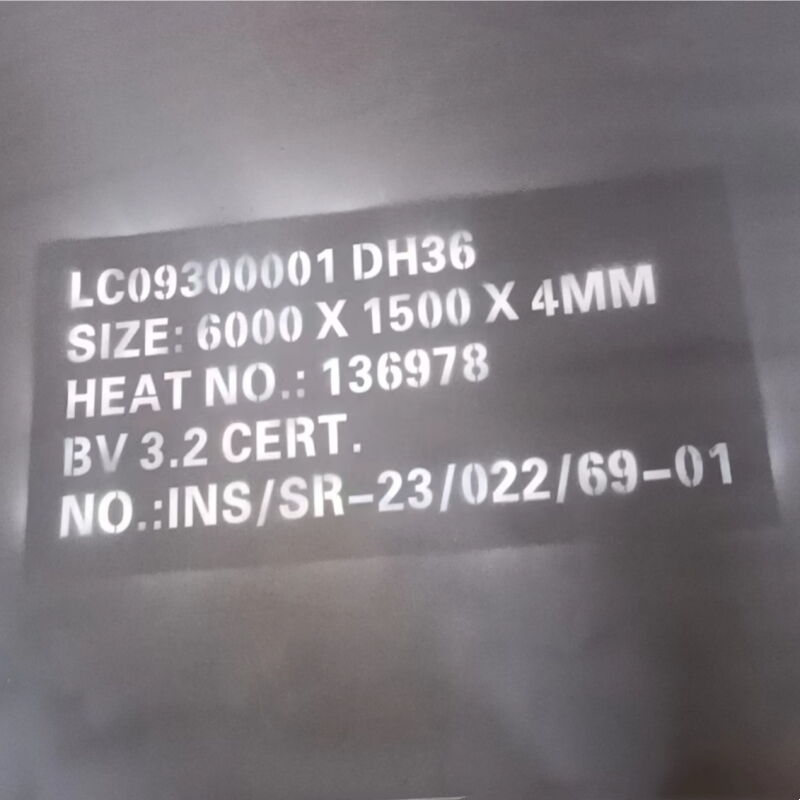 LC09300001 DH36
SIZE: 6000 X 1500 X 4MM
HEAT NO.: 136978
BV 3.2 CERT.
NO.:INS/SR-23/022/69-01